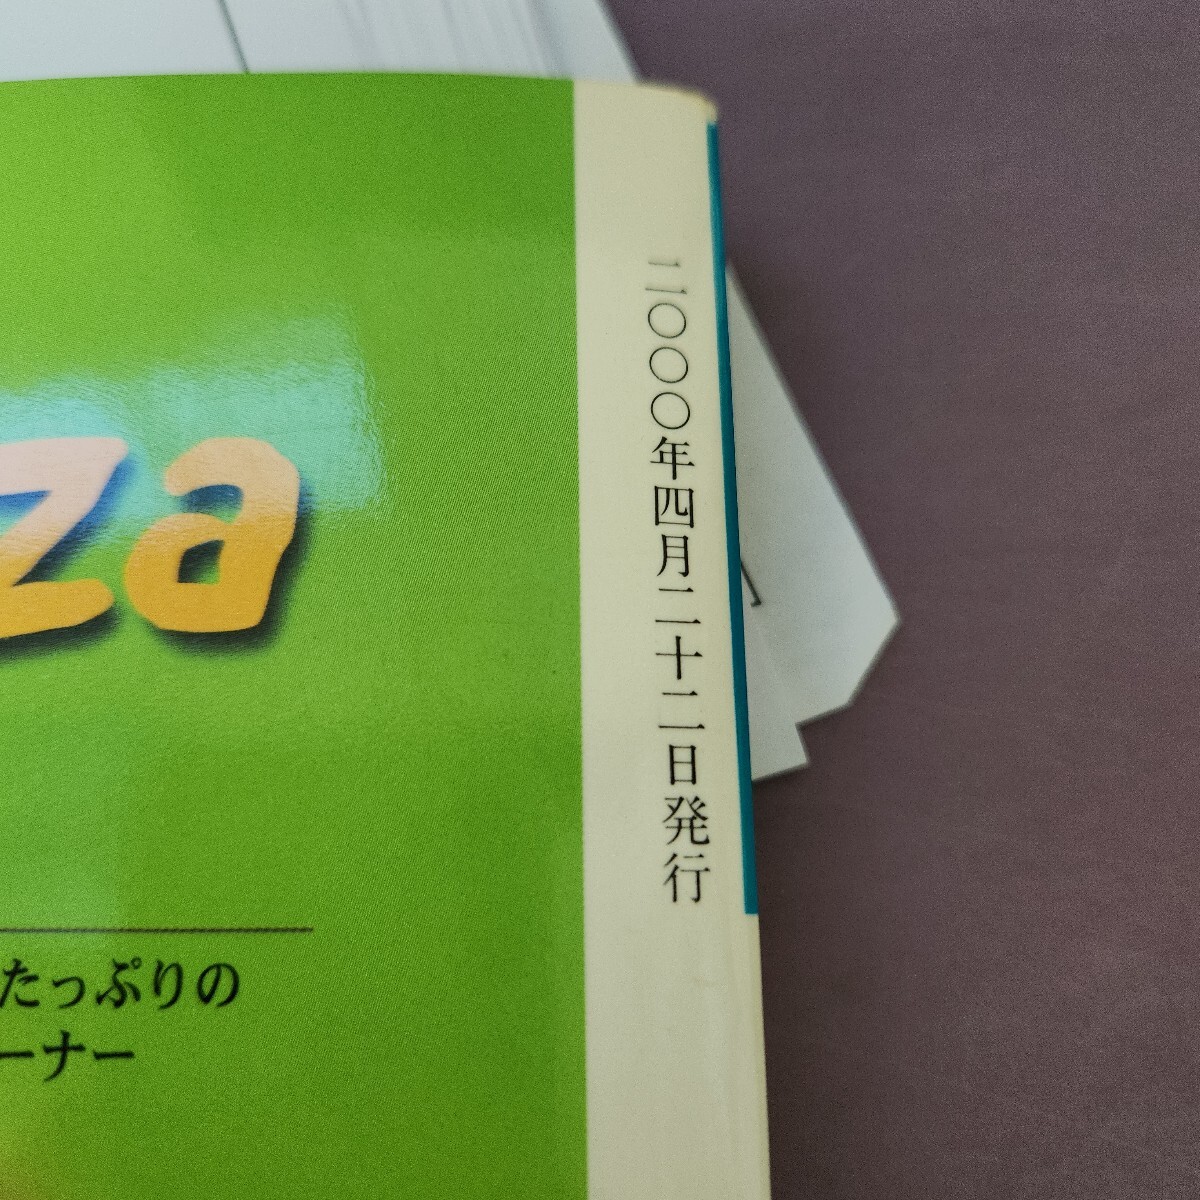 za
二〇〇〇年四月二十二日発行
たっぷりの
ーナー